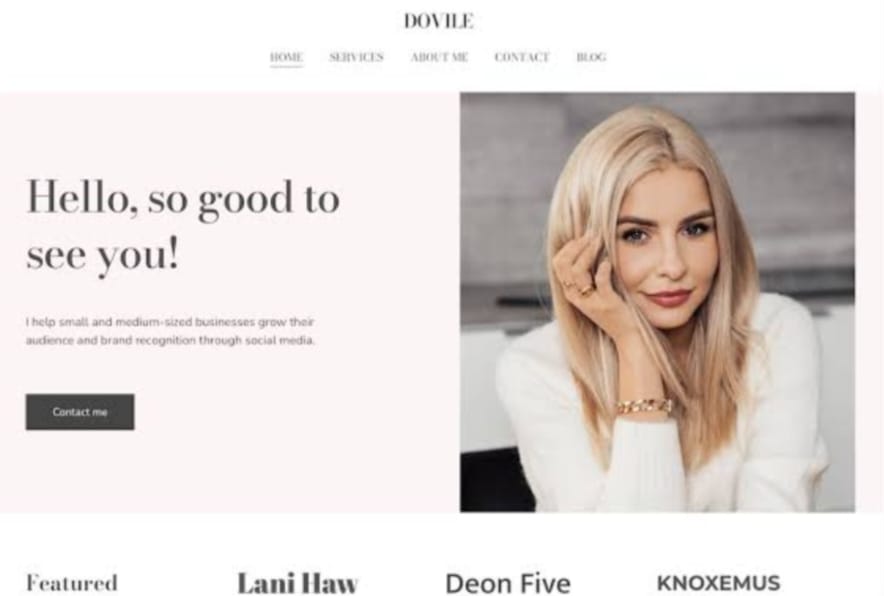 DOVILE
HOME SERVICES ABOUT ME CONTACT BLOG
Hello, so good to
see you!
I help small and medium-sized businesses grow their
audience and brand recognition through social media.
Contact me
Featured Lani Haw Deon Five KNOXEMUS